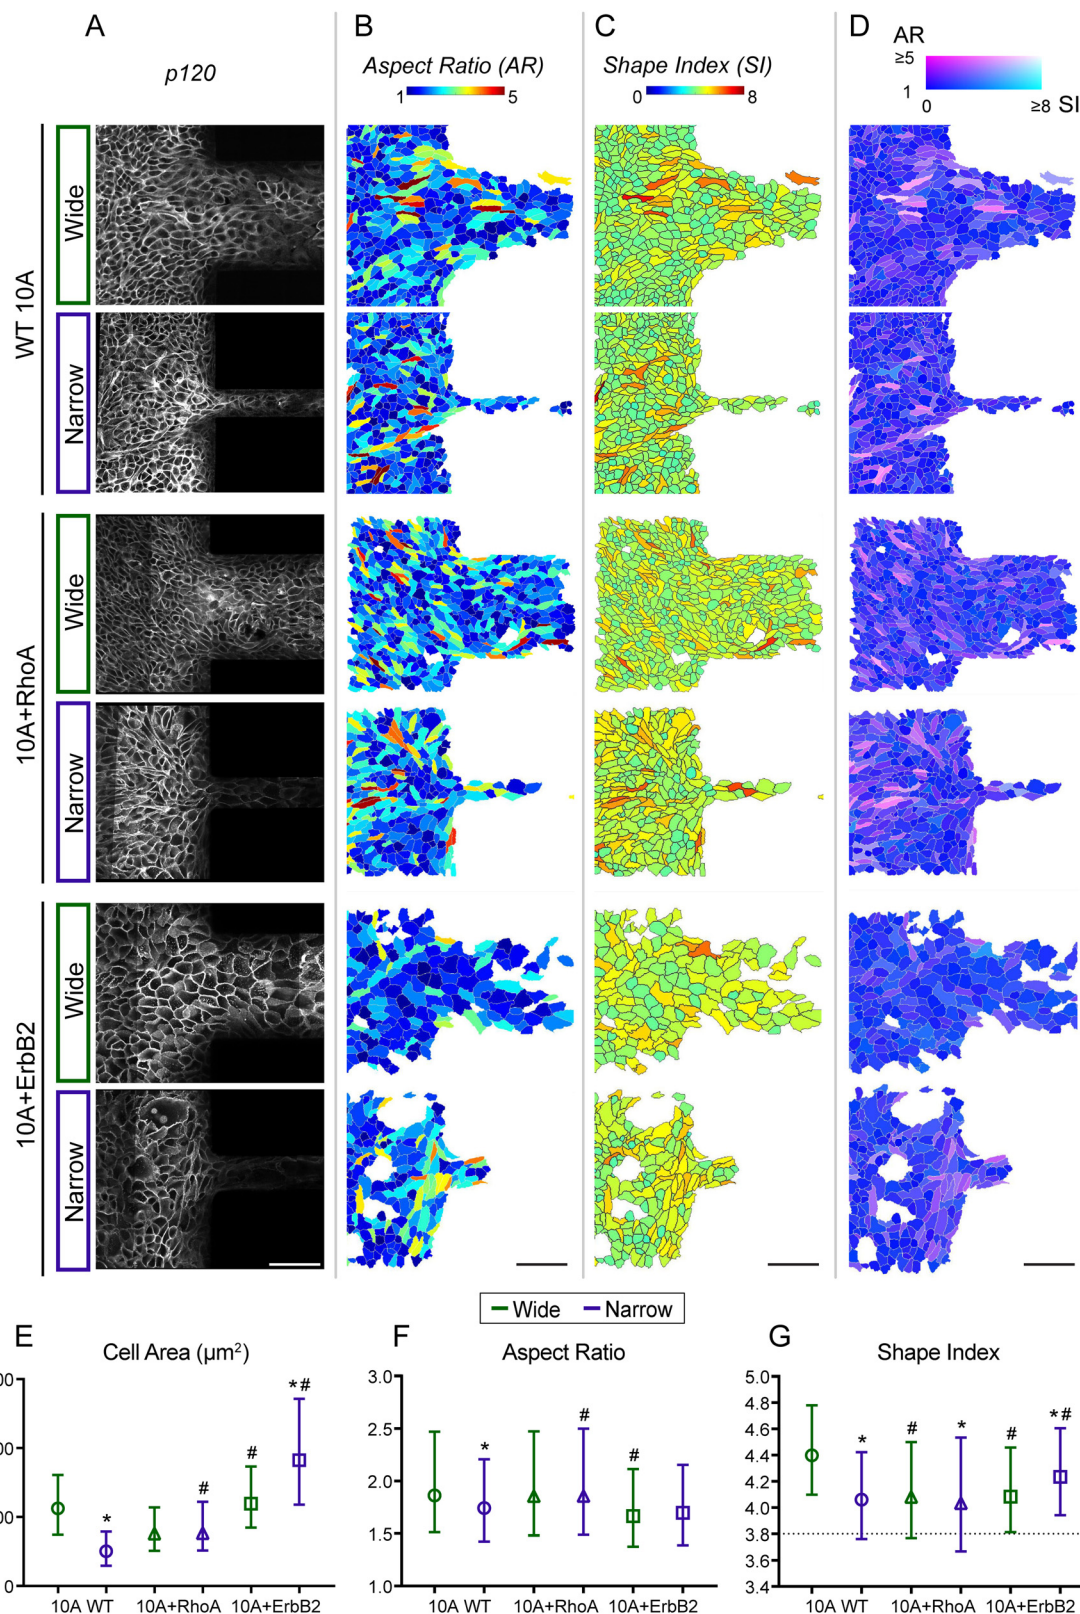 A
B
C
D
p120
Aspect Ratio (AR)
1
5
Shape Index (SI)
0
8
AR
≥5
1
0
≥8
SI
WT 10A
Wide
Narrow
10A+RhoA
Wide
Narrow
10A+ErbB2
Wide
Narrow
Wide
Narrow
E
Cell Area (µm²)
00
00
00
0
*
#
#
*#
10A WT
10A+RhoA
10A+ErbB2
F
Aspect Ratio
3.0
2.5
2.0
1.5
1.0
*
#
#
10A WT
10A+RhoA
10A+ErbB2
G
Shape Index
5.0
4.8
4.6
4.4
4.2
4.0
3.8
3.6
3.4
*
#
*
#
*#
10A WT
10A+RhoA
10A+ErbB2